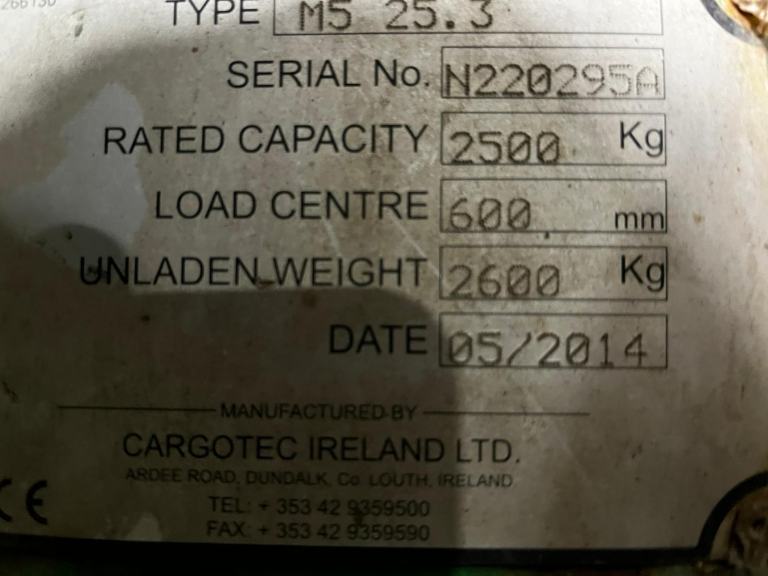 TYPE M5 25.3
SERIAL No. N220295A
RATED CAPACITY 2500 Kg
LOAD CENTRE 600 mm
UNLADEN WEIGHT 2600 Kg
DATE 05/2014
MANUFACTURED BY
CARGOTEC IRELAND LTD.
ARDEE ROAD, DUNDALK, Co. LOUTH, IRELAND
CE
TEL: + 353 42 9359500
FAX: + 353 42 9359590